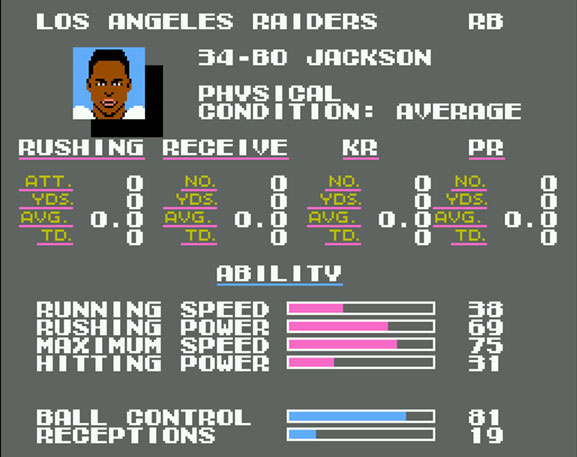 LOS ANGELES RAIDERS RB
34-BO JACKSON
PHYSICAL
CONDITION: AVERAGE
RUSHING RECEIVE KR PR
ATT. 0 NO. 0 NO. 0 NO. 0
YDS. 0 YDS. 0 YDS. 0 YDS. 0
AVG. 0.0 AVG. 0.0 AVG. 0.0 AVG. 0.0
TD. 0 TD. 0 TD. 0 TD. 0
ABILITY
RUNNING SPEED 38
RUSHING POWER 69
MAXIMUM SPEED 75
HITTING POWER 31
BALL CONTROL 81
RECEPTIONS 19